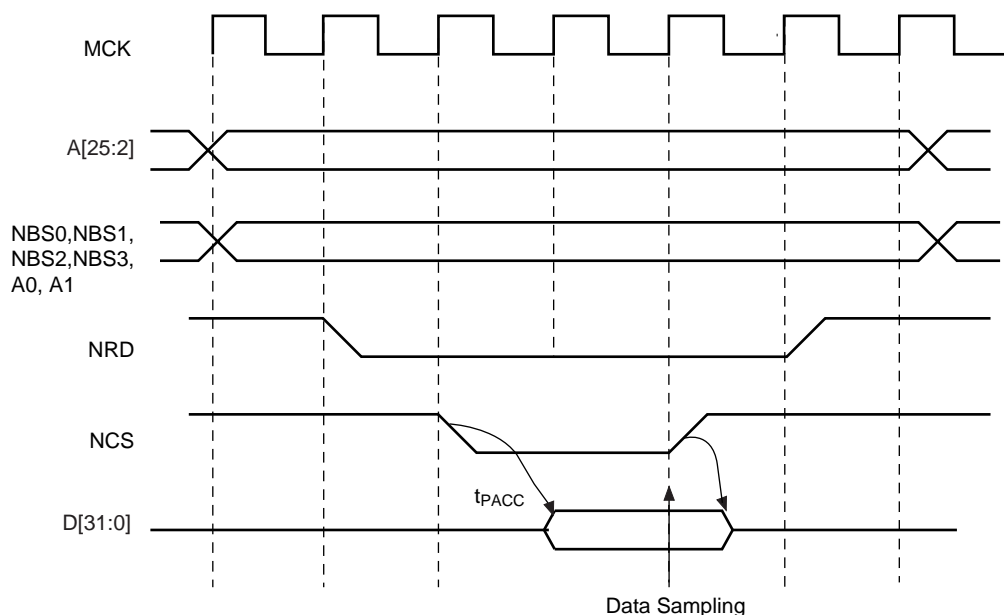 MCK
A[25:2]
NBS0,NBS1,
NBS2,NBS3,
A0, A1
NRD
NCS
tPACC
D[31:0]
Data Sampling